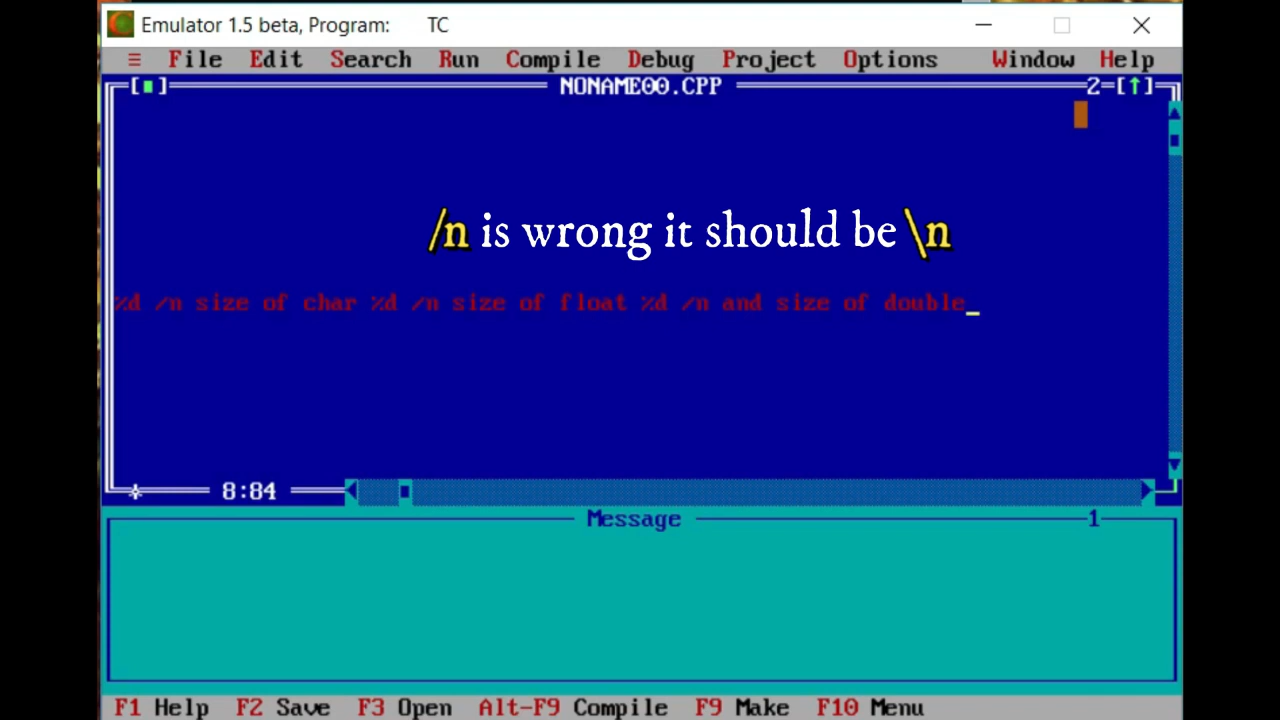 Emulator 1.5 beta, Program: TC
≡ File Edit Search Run Compile Debug Project Options Window Help
[■] NONAME00.CPP 2=[↑]
/n is wrong it should be \n
%d /n size of char %d /n size of float %d /n and size of double_
8:84
Message 1
F1 Help F2 Save F3 Open Alt-F9 Compile F9 Make F10 Menu